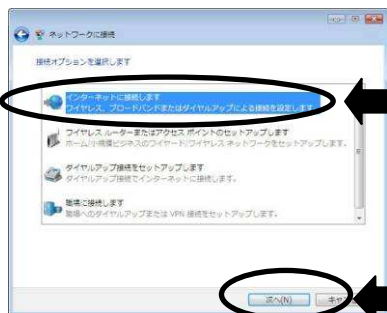 ネットワークに接続
接続オプションを選択します
インターネットに接続します
ワイヤレス、ブロードバンドまたはダイヤルアップによる接続を設定します
ワイヤレス ルーターまたはアクセス ポイントのセットアップします
ホーム/小規模ビジネスのワイヤード/ワイヤレス ネットワークをセットアップします。
ダイヤルアップ接続をセットアップします
ダイヤルアップ接続でインターネットに接続します。
職場に接続します
職場へのダイヤルアップまたは VPN 接続をセットアップします。
次へ(N)
キャ